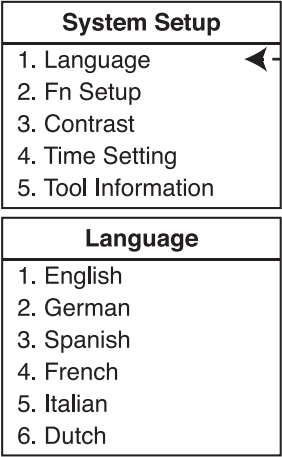 System Setup
1. Language
2. Fn Setup
3. Contrast
4. Time Setting
5. Tool Information
Language
1. English
2. German
3. Spanish
4. French
5. Italian
6. Dutch